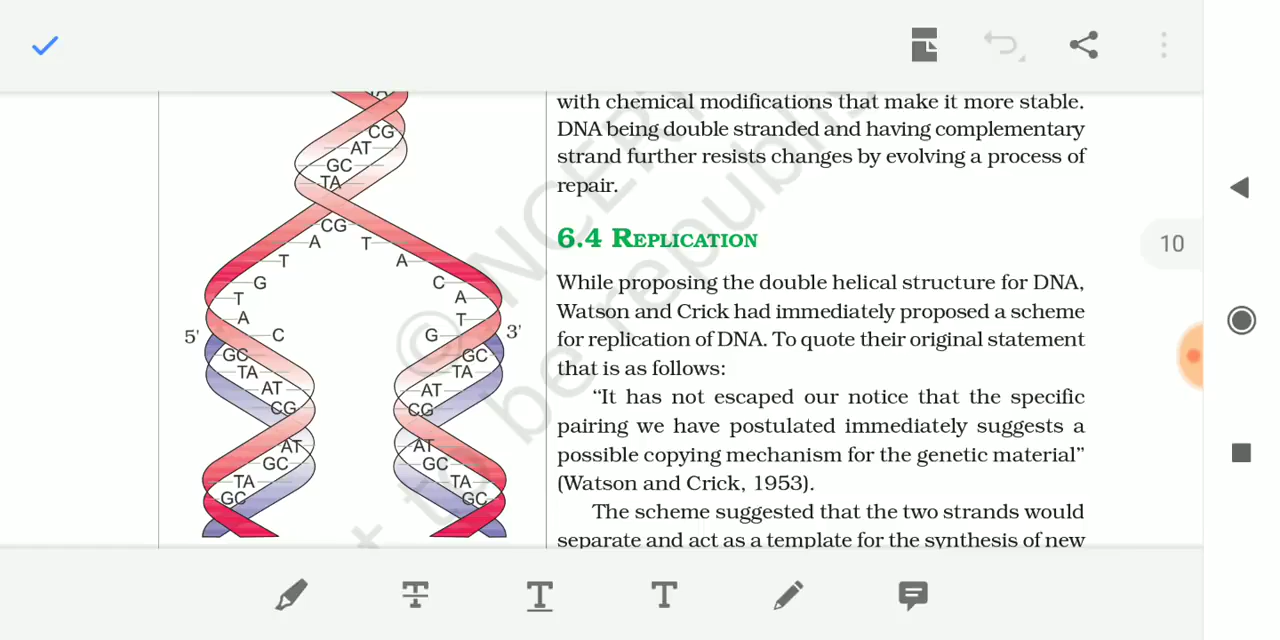 TA
CG
AT
GC
TA
CG
A T
T A
G C
T A
A T
5' C G 3'
GC GC
TA TA
AT AT
CG CG
AT AT
GC GC
TA TA
GC GC
with chemical modifications that make it more stable.
DNA being double stranded and having complementary
strand further resists changes by evolving a process of
repair.
6.4 REPLICATION
While proposing the double helical structure for DNA,
Watson and Crick had immediately proposed a scheme
for replication of DNA. To quote their original statement
that is as follows:
“It has not escaped our notice that the specific
pairing we have postulated immediately suggests a
possible copying mechanism for the genetic material”
(Watson and Crick, 1953).
The scheme suggested that the two strands would
separate and act as a template for the synthesis of new
10
© NCERT
be republi
T
T
T